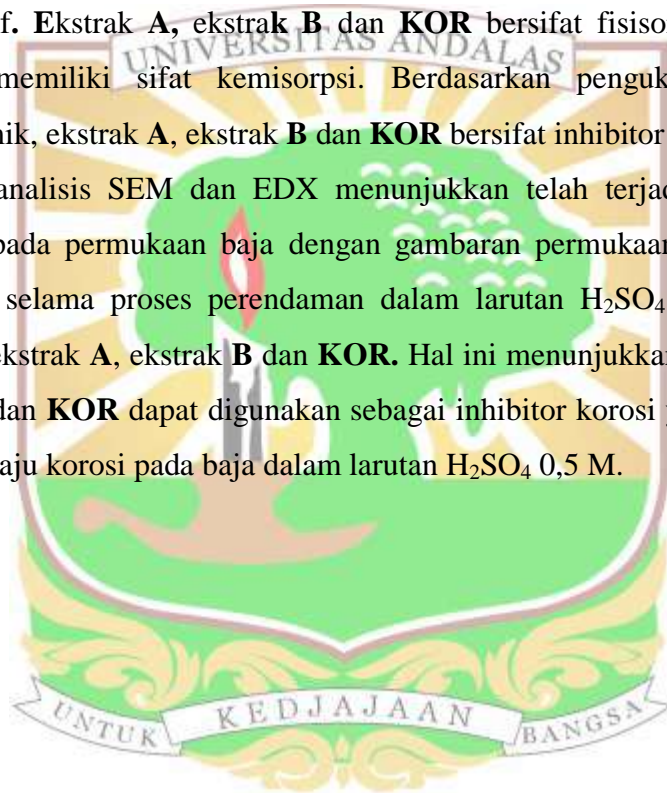 f. Ekstrak A, ekstrak B dan KOR bersifat fisiso
UNIVERSITAS ANDALAS
memiliki sifat kemisorpsi. Berdasarkan penguk
nik, ekstrak A, ekstrak B dan KOR bersifat inhibitor
analisis SEM dan EDX menunjukkan telah terjac
pada permukaan baja dengan gambaran permukaan
selama proses perendaman dalam larutan H₂SO₄
ekstrak A, ekstrak B dan KOR. Hal ini menunjukkan
dan KOR dapat digunakan sebagai inhibitor korosi
aju korosi pada baja dalam larutan H₂SO₄ 0,5 M.
UNTUK KEDJAJAAN BANGSA